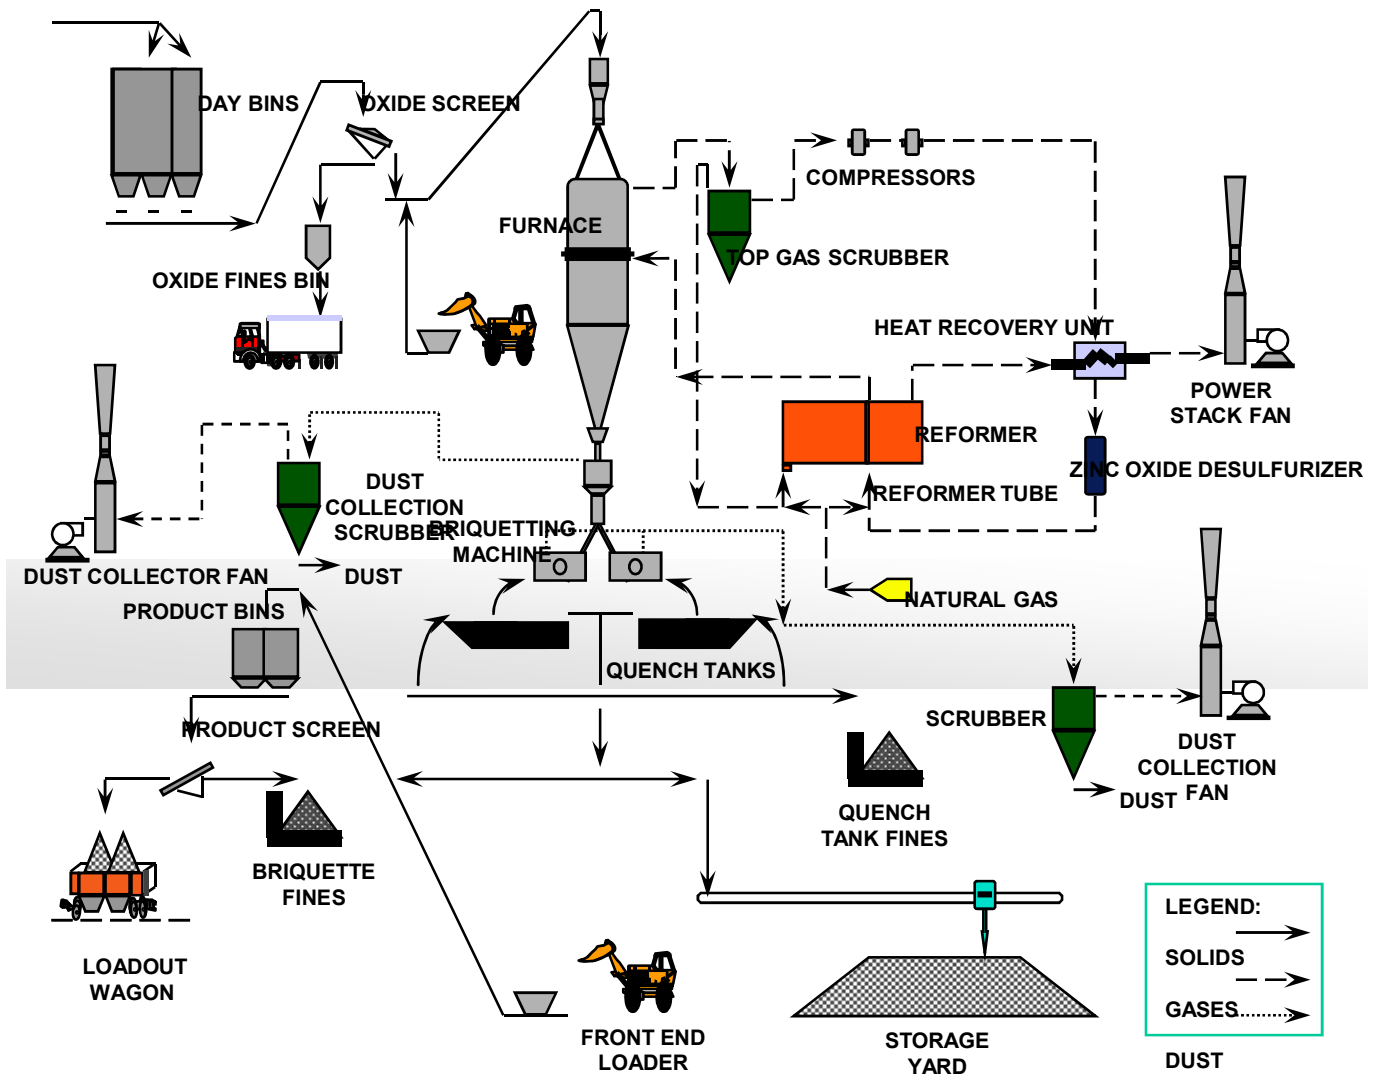 DAY BINS
OXIDE SCREEN
COMPRESSORS
FURNACE
TOP GAS SCRUBBER
OXIDE FINES BIN
HEAT RECOVERY UNIT
POWER
STACK FAN
REFORMER
ZINC OXIDE DESULFURIZER
DUST
COLLECTION
SCRUBBER
REFORMER TUBE
BRIQUETTING
MACHINE
DUST COLLECTOR FAN
DUST
NATURAL GAS
PRODUCT BINS
QUENCH TANKS
SCRUBBER
PRODUCT SCREEN
DUST
COLLECTION
FAN
DUST
QUENCH
TANK FINES
BRIQUETTE
FINES
LOADOUT
WAGON
FRONT END
LOADER
STORAGE
YARD
LEGEND:
SOLIDS
GASES
DUST